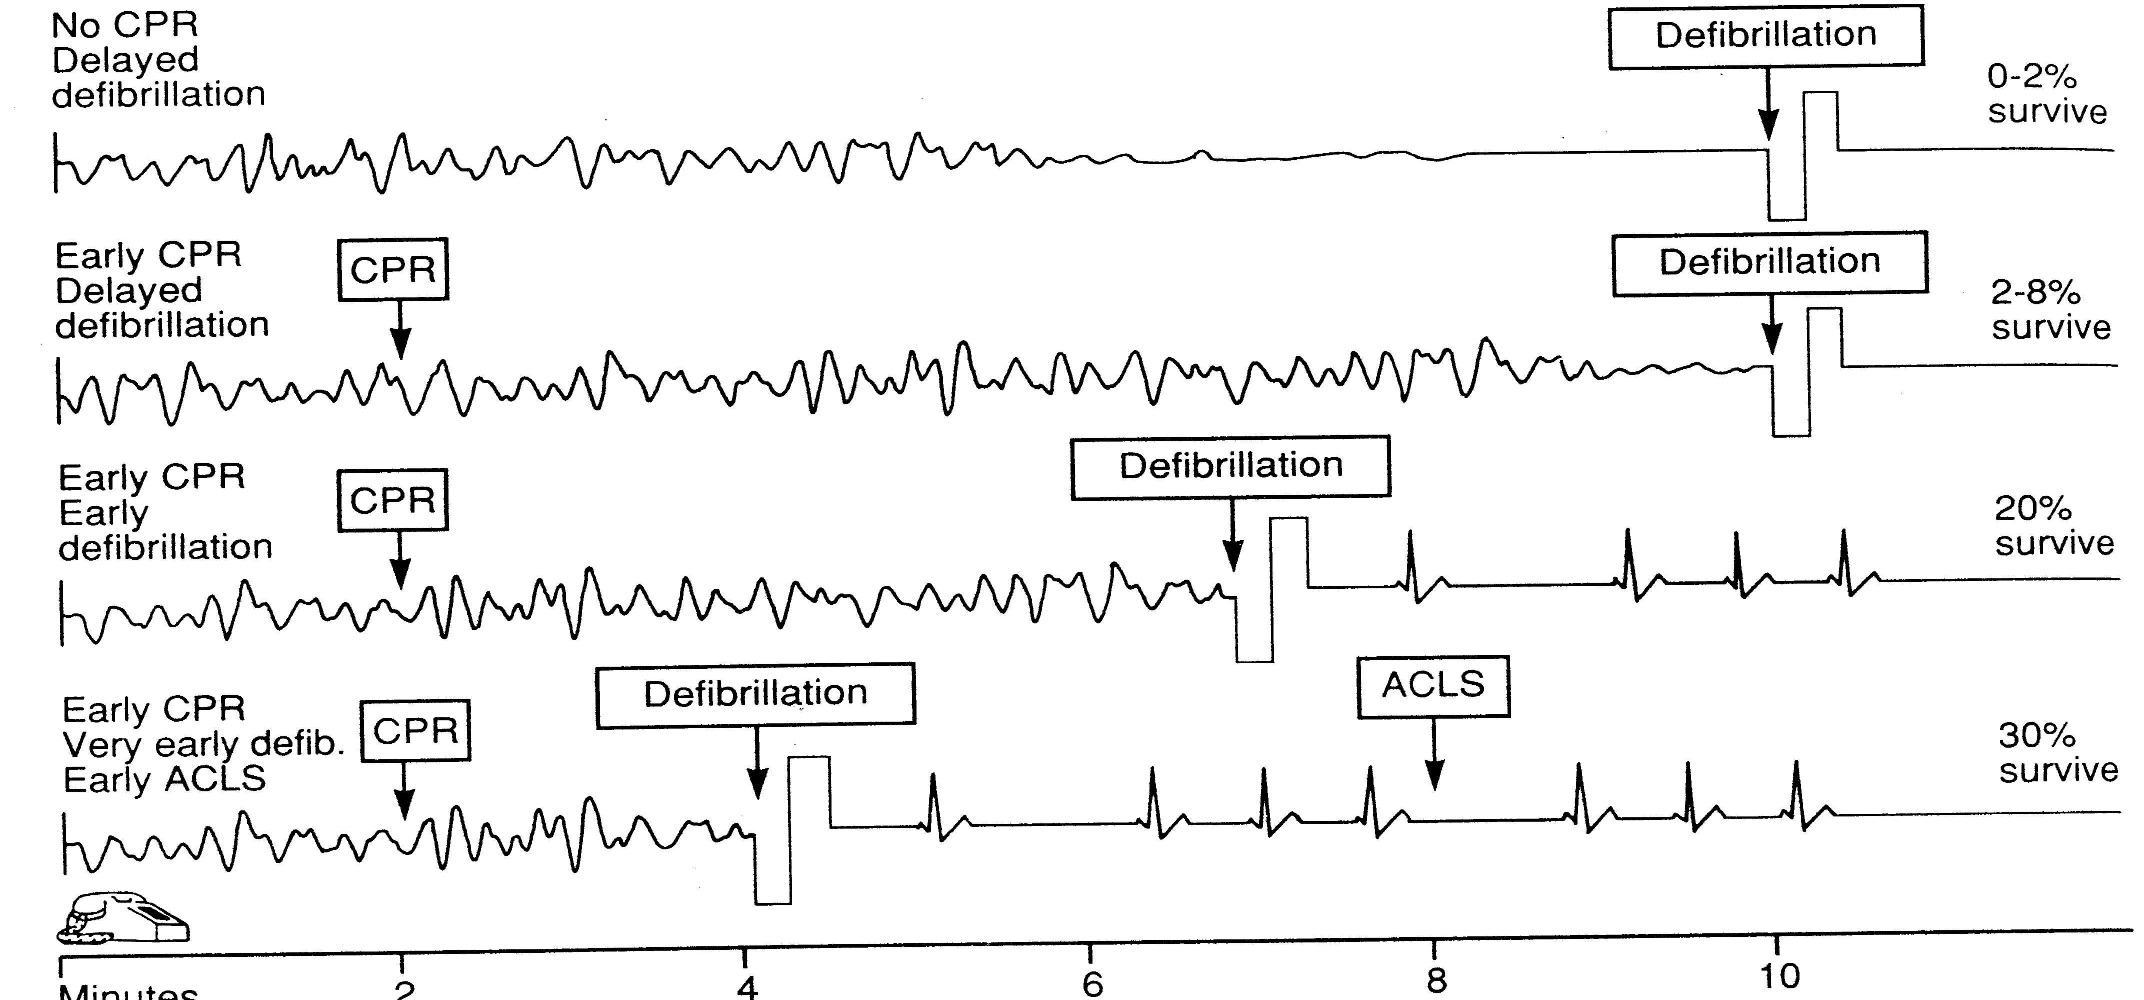 No CPR
Delayed
defibrillation
Defibrillation
0-2%
survive
Early CPR
Delayed
defibrillation
CPR
Defibrillation
2-8%
survive
Early CPR
Early
defibrillation
CPR
Defibrillation
20%
survive
Early CPR
Very early defib.
Early ACLS
CPR
Defibrillation
ACLS
30%
survive
Minutes 2 4 6 8 10